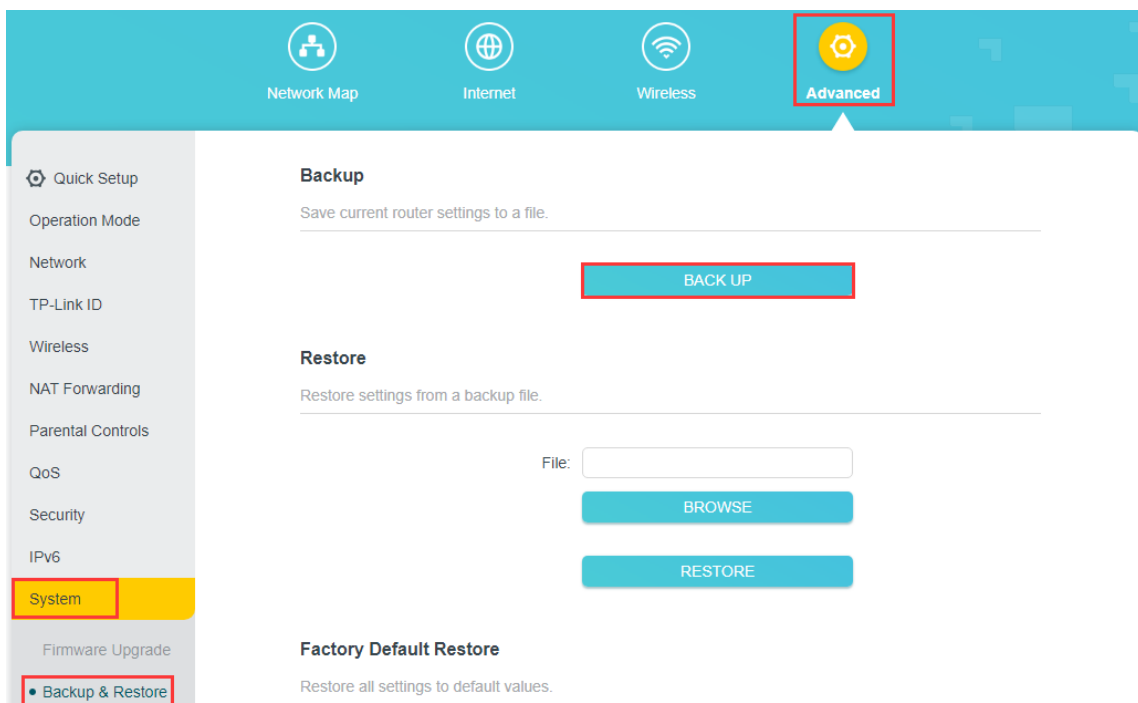 Network Map
Internet
Wireless
Advanced
Quick Setup
Operation Mode
Network
TP-Link ID
Wireless
NAT Forwarding
Parental Controls
QoS
Security
IPv6
System
Firmware Upgrade
Backup & Restore
Backup
Save current router settings to a file.
BACK UP
Restore
Restore settings from a backup file.
File:
BROWSE
RESTORE
Factory Default Restore
Restore all settings to default values.